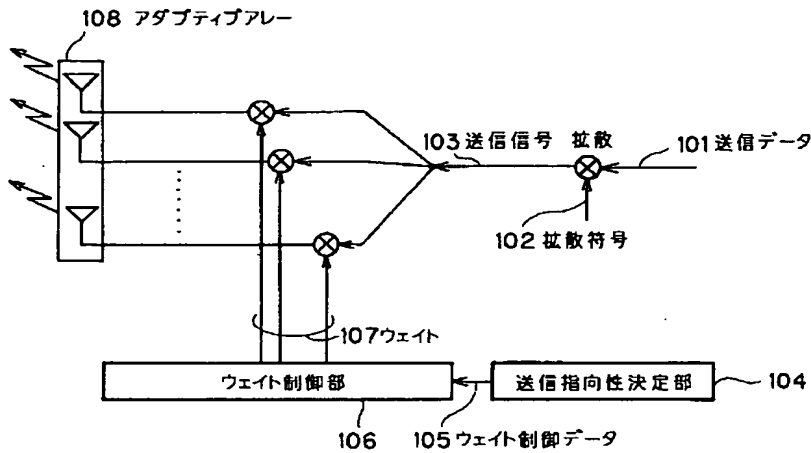 108 アダプティブアレー
103 送信信号 拡散
101 送信データ
102 拡散符号
107 ウェイト
ウェイト制御部
送信指向性決定部
104
106
105 ウェイト制御データ